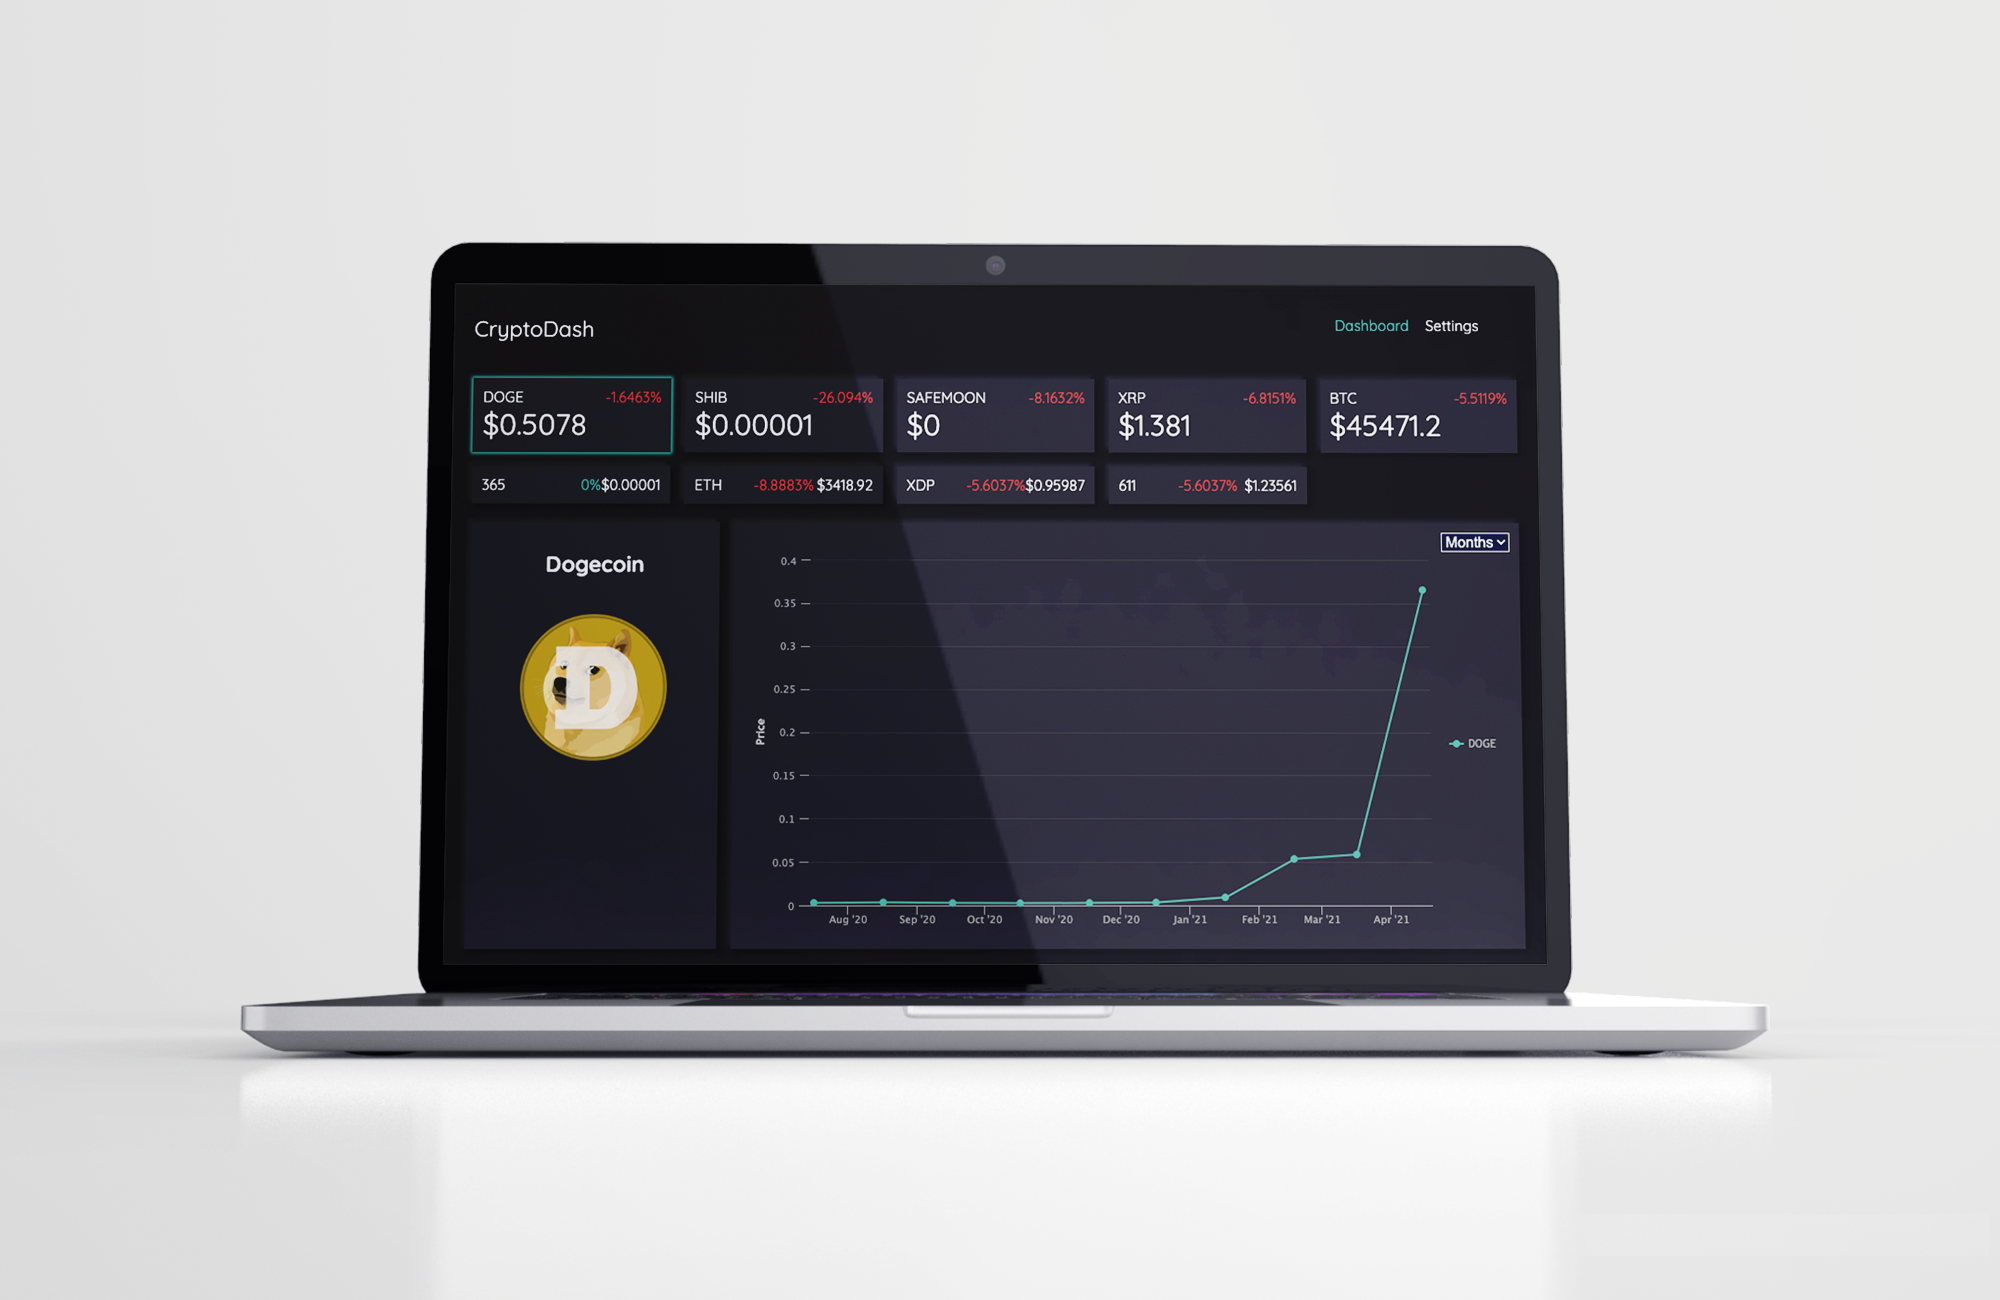 CryptoDash
Dashboard Settings
DOGE -1.6463%
$0.5078
SHIB -26.094%
$0.00001
SAFEMOON -8.1632%
$0
XRP -6.8151%
$1.381
BTC -5.5119%
$45471.2
365 0%$0.00001
ETH -8.8883% $3418.92
XDP -5.6037%$0.95987
611 -5.6037% $1.23561
Dogecoin
D
Months
0.4
0.35
0.3
0.25
0.2
0.15
0.1
0.05
0
Price
Aug '20 Sep '20 Oct '20 Nov '20 Dec '20 Jan '21 Feb '21 Mar '21 Apr '21
DOGE